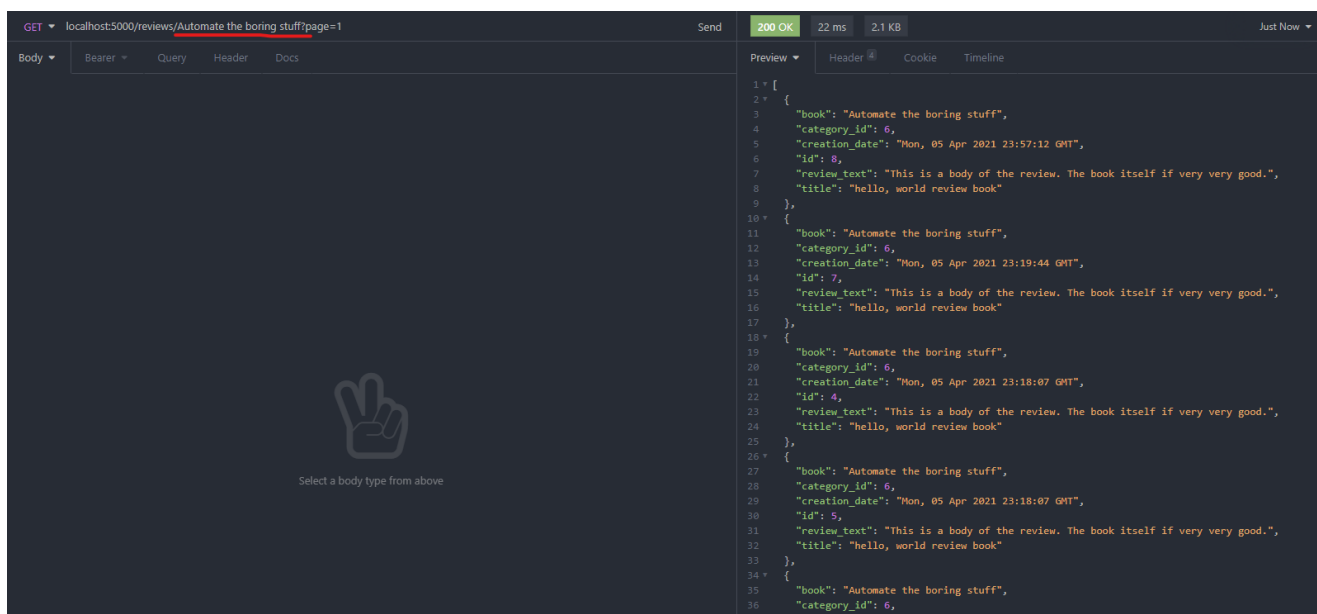 GET localhost:5000/reviews/Automate the boring stuff?page=1 Send
Body Bearer Query Header Docs
Select a body type from above
200 OK 22 ms 2.1 KB Just Now
Preview Header 4 Cookie Timeline
1 [
2 {
3 "book": "Automate the boring stuff",
4 "category_id": 6,
5 "creation_date": "Mon, 05 Apr 2021 23:57:12 GMT",
6 "id": 8,
7 "review_text": "This is a body of the review. The book itself if very very good.",
8 "title": "hello, world review book"
9 },
10 {
11 "book": "Automate the boring stuff",
12 "category_id": 6,
13 "creation_date": "Mon, 05 Apr 2021 23:19:44 GMT",
14 "id": 7,
15 "review_text": "This is a body of the review. The book itself if very very good.",
16 "title": "hello, world review book"
17 },
18 {
19 "book": "Automate the boring stuff",
20 "category_id": 6,
21 "creation_date": "Mon, 05 Apr 2021 23:18:07 GMT",
22 "id": 4,
23 "review_text": "This is a body of the review. The book itself if very very good.",
24 "title": "hello, world review book"
25 },
26 {
27 "book": "Automate the boring stuff",
28 "category_id": 6,
29 "creation_date": "Mon, 05 Apr 2021 23:18:07 GMT",
30 "id": 5,
31 "review_text": "This is a body of the review. The book itself if very very good.",
32 "title": "hello, world review book"
33 },
34 {
35 "book": "Automate the boring stuff",
36 "category_id": 6,